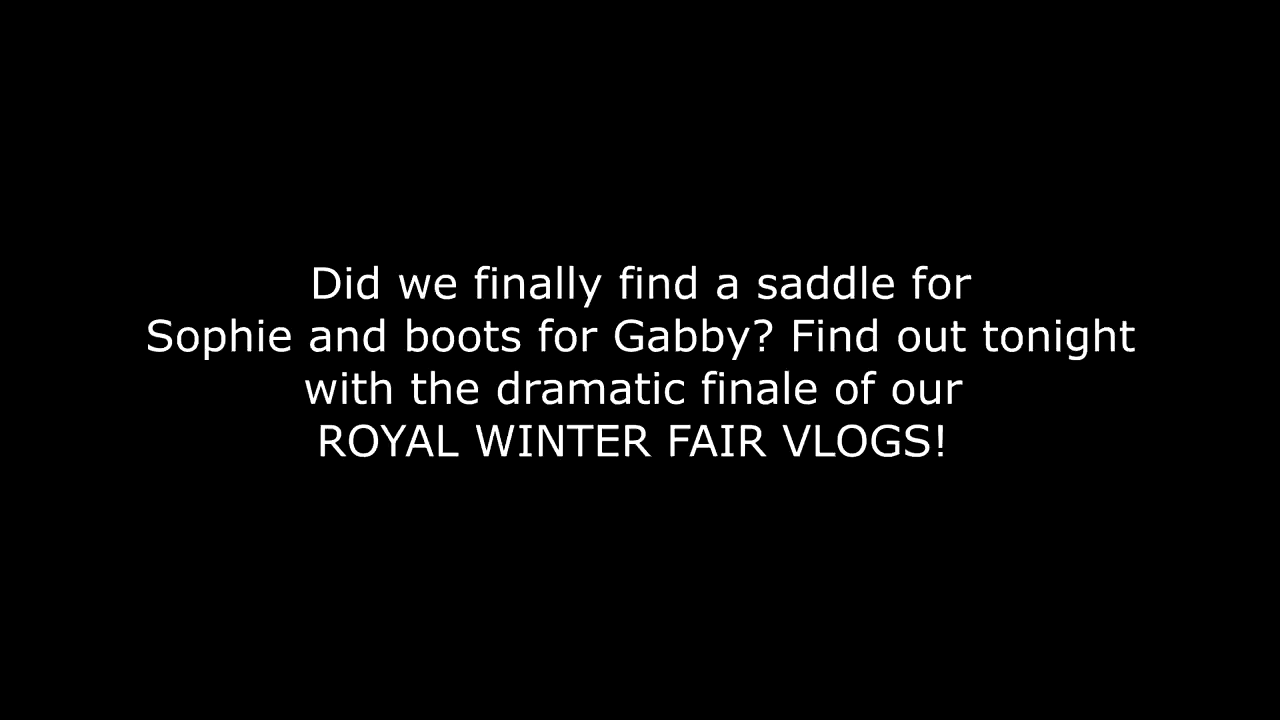 Did we finally find a saddle for
Sophie and boots for Gabby? Find out tonight
with the dramatic finale of our
ROYAL WINTER FAIR VLOGS!